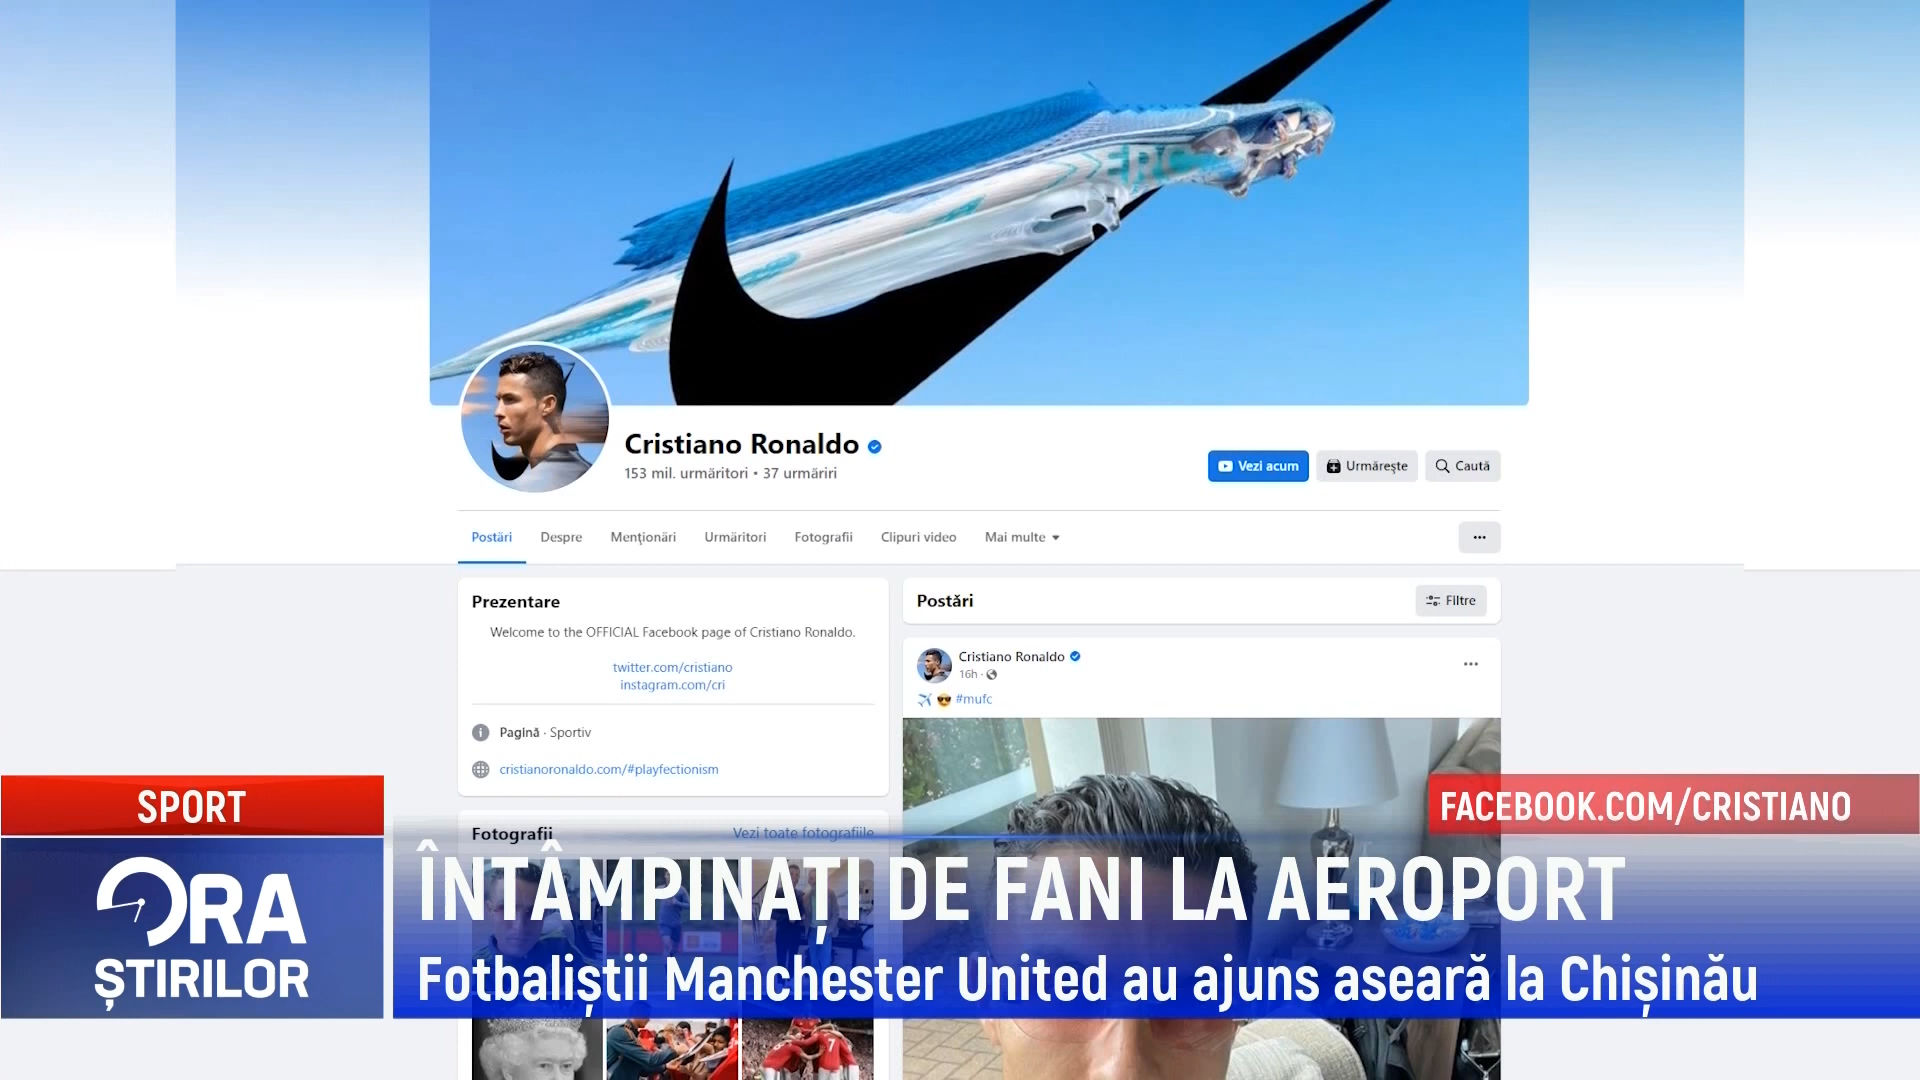 ERC
Cristiano Ronaldo
153 mil. urmăritori • 37 urmăriri
Vezi acum
Urmărește
Caută
Postări
Despre
Menționări
Urmăritori
Fotografii
Clipuri video
Mai multe
Prezentare
Welcome to the OFFICIAL Facebook page of Cristiano Ronaldo.
twitter.com/cristiano
instagram.com/cri
Pagină · Sportiv
cristianoronaldo.com/#playfectionism
Fotografii
Vezi toate fotografiile
Postări
Filtre
Cristiano Ronaldo
16h ·
#mufc
7
SPORT
FACEBOOK.COM/CRISTIANO
ORA
ȘTIRILOR
ÎNTÂMPINAȚI DE FANI LA AEROPORT
Fotbaliștii Manchester United au ajuns aseară la Chișinău